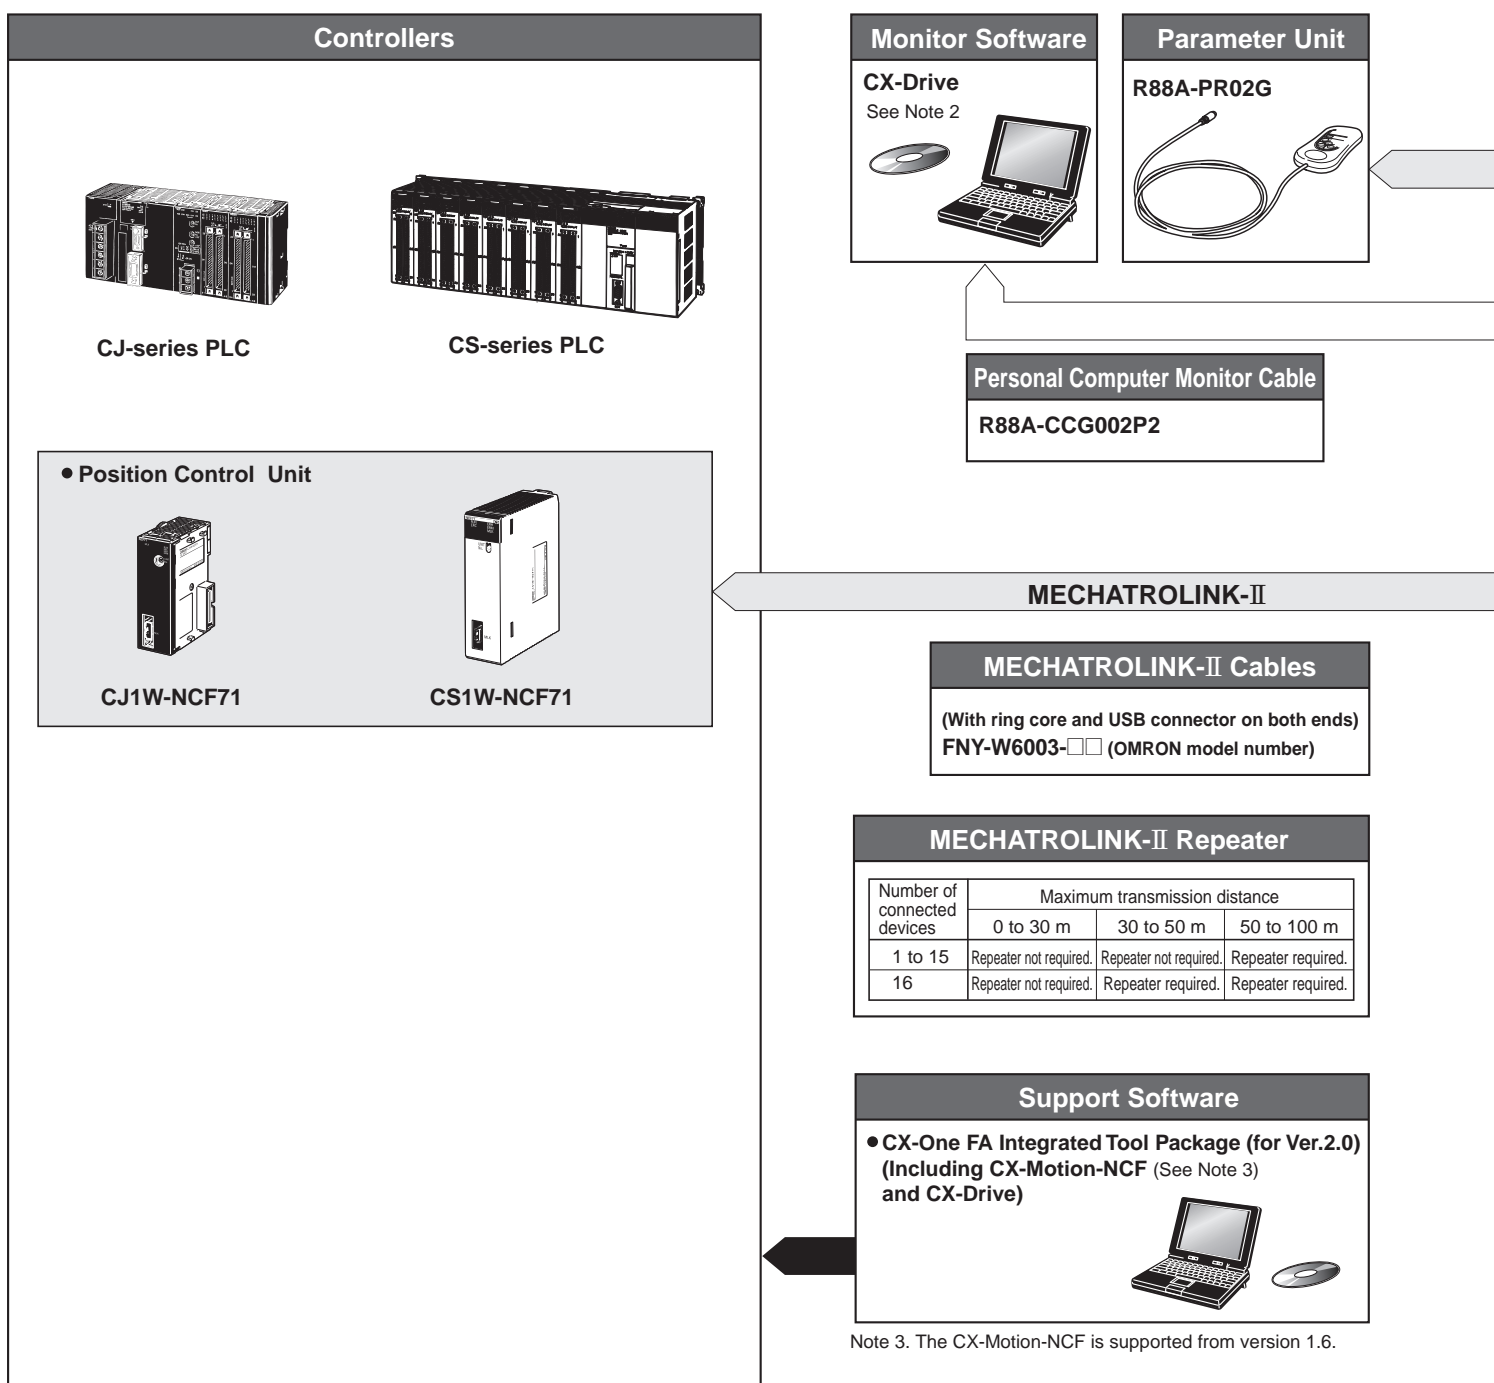 Controllers
CJ-series PLC
CS-series PLC
● Position Control Unit
CJ1W-NCF71
CS1W-NCF71
Monitor Software
CX-Drive
See Note 2
Parameter Unit
R88A-PR02G
Personal Computer Monitor Cable
R88A-CCG002P2
MECHATROLINK-Ⅱ
MECHATROLINK-Ⅱ Cables
(With ring core and USB connector on both ends)
FNY-W6003-□□ (OMRON model number)
MECHATROLINK-Ⅱ Repeater
Number of
connected
devices
Maximum transmission distance
0 to 30 m 30 to 50 m 50 to 100 m
1 to 15 Repeater not required. Repeater not required. Repeater required.
16 Repeater not required. Repeater required. Repeater required.
Support Software
● CX-One FA Integrated Tool Package (for Ver.2.0)
(Including CX-Motion-NCF (See Note 3)
and CX-Drive)
Note 3. The CX-Motion-NCF is supported from version 1.6.